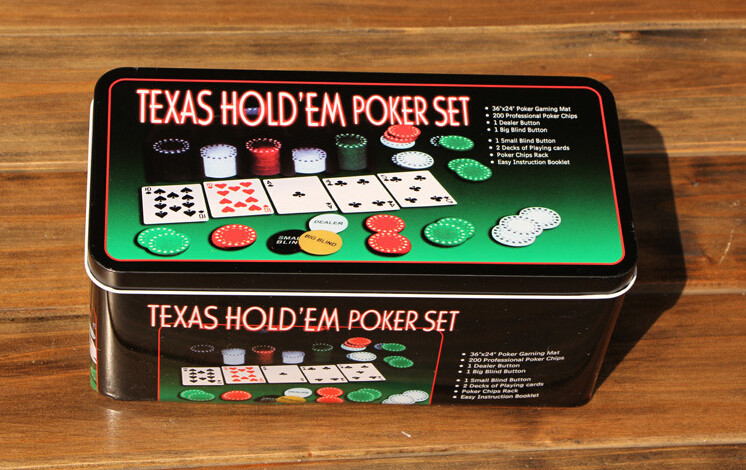 TEXAS HOLD'EM POKER SET
• 36"x24" Poker Gaming Mat
• 200 Professional Poker Chips
• 1 Dealer Button
• 1 Big Blind Button
• 1 Small Blind Button
• 2 Decks of Playing cards
• Poker Chips Rack
• Easy Instruction Booklet
10
10
A
DEALER
SMALL
BLIND
BIG BLIND
TEXAS HOLD'EM POKER SET
• 36"x24" Poker Gaming Mat
• 200 Professional Poker Chips
• 1 Dealer Button
• 1 Big Blind Button
• 1 Small Blind Button
• 2 Decks of Playing cards
• Poker Chips Rack
• Easy Instruction Booklet